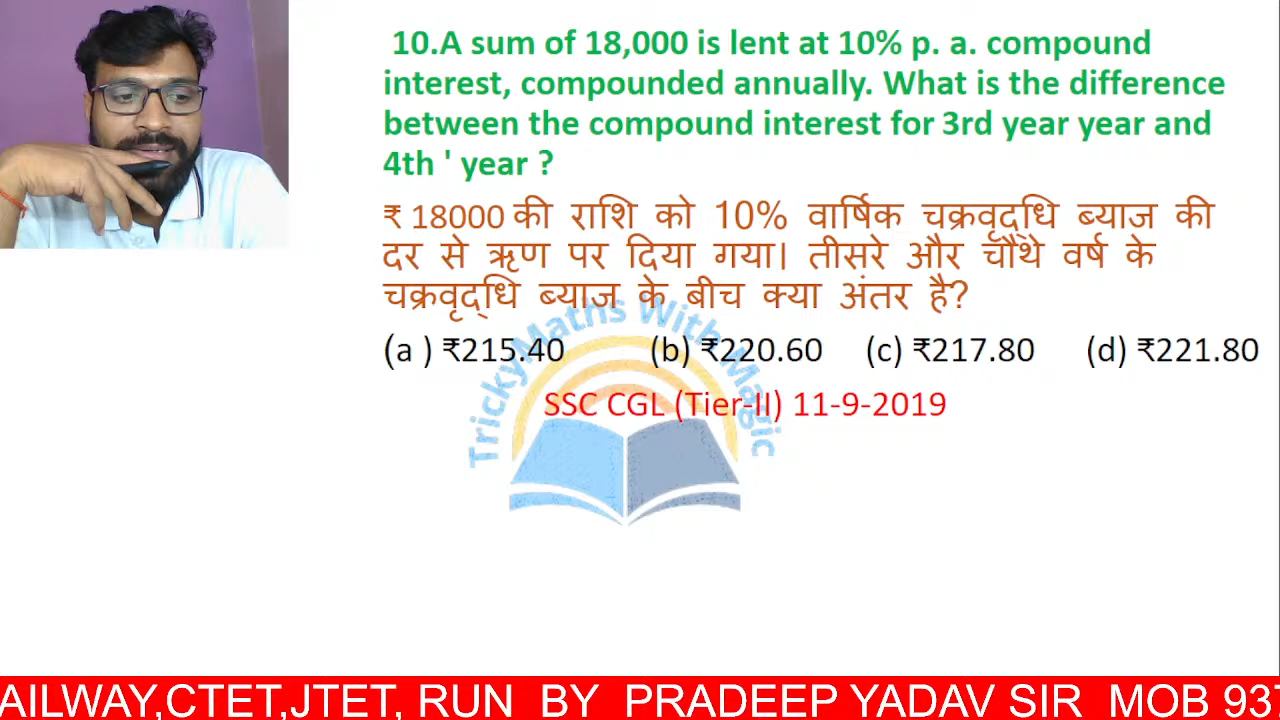 10.A sum of 18,000 is lent at 10% p. a. compound
interest, compounded annually. What is the difference
between the compound interest for 3rd year year and
4th ' year ?
₹ 18000 की राशि को 10% वार्षिक चक्रवृद्धि ब्याज की
दर से ऋण पर दिया गया। तीसरे और चौथे वर्ष के
चक्रवृद्धि ब्याज के बीच क्या अंतर है?
(a ) ₹215.40 (b) ₹220.60 (c) ₹217.80 (d) ₹221.80
SSC CGL (Tier-II) 11-9-2019
TrickyMaths With Magic
AILWAY,CTET,JTET, RUN BY PRADEEP YADAV SIR MOB 937